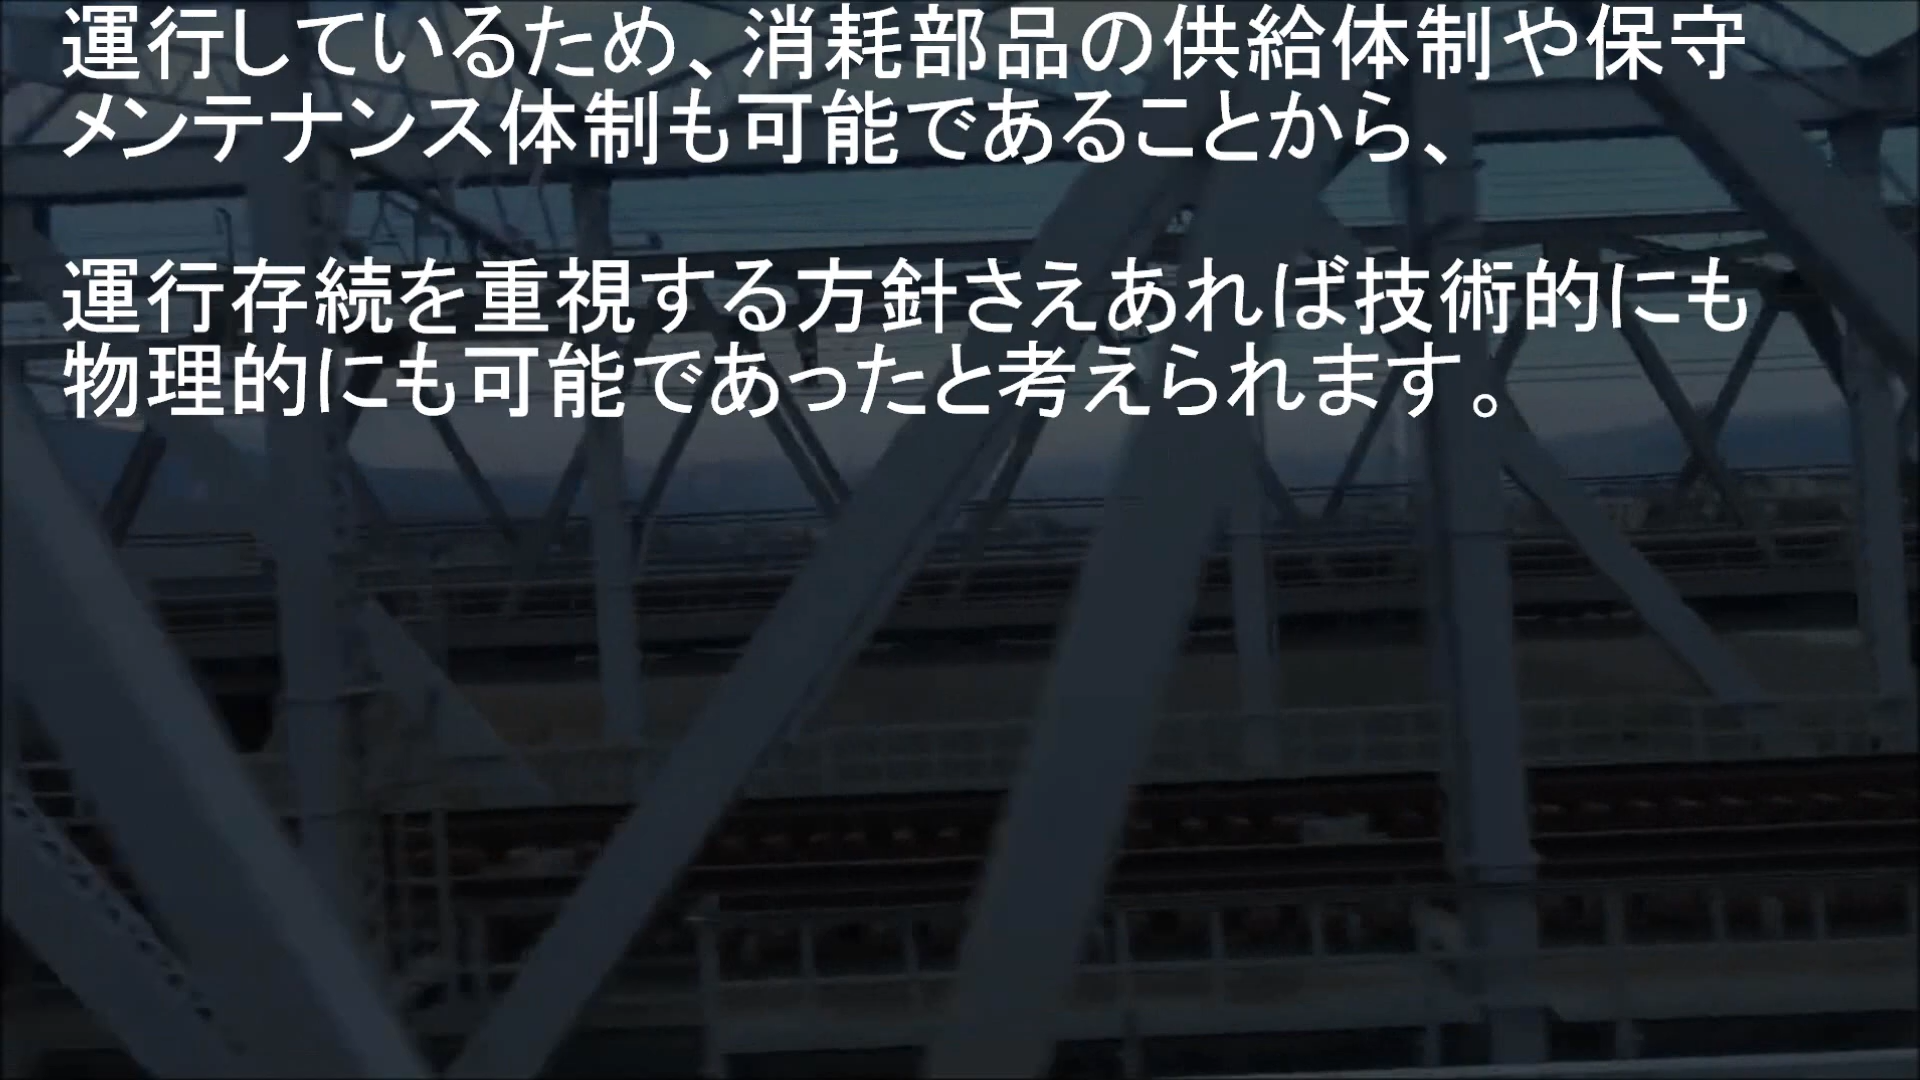 運行しているため、消耗部品の供給体制や保守
メンテナンス体制も可能であることから、
運行存続を重視する方針さえあれば技術的にも
物理的にも可能であったと考えられます。